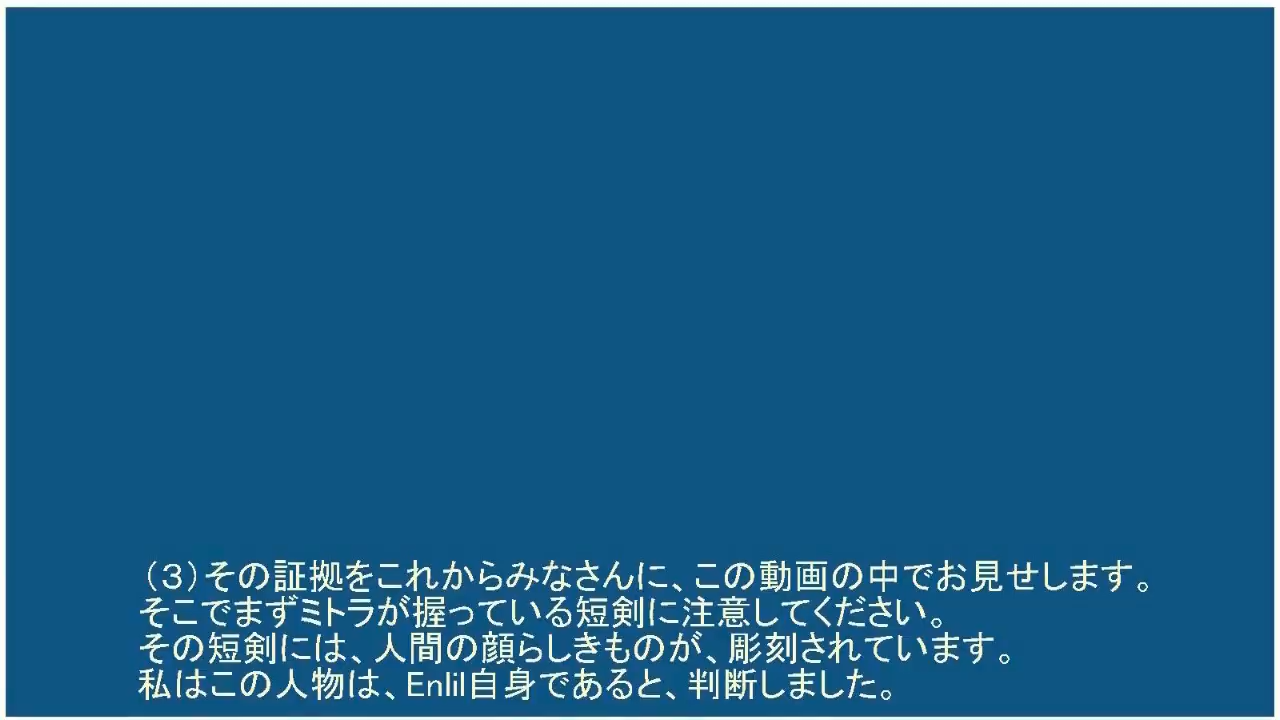 （３）その証拠をこれからみなさんに、この動画の中でお見せします。
そこでまずミトラが握っている短剣に注意してください。
その短剣には、人間の顔らしきものが、彫刻されています。
私はこの人物は、Enlil自身であると、判断しました。